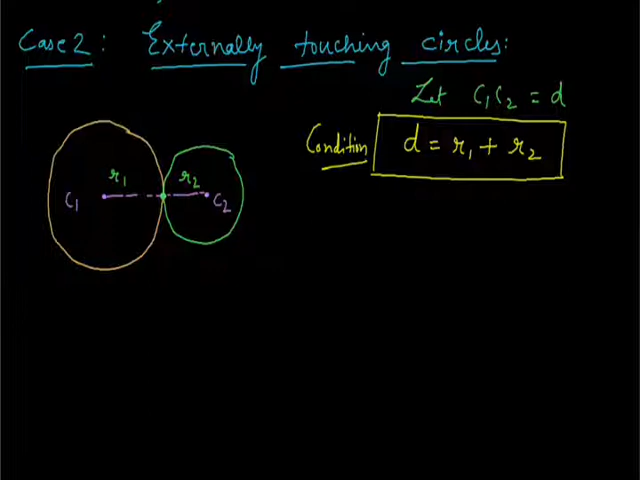 Case 2: Externally touching circles:
Let C₁C₂ = d
Condition d = r₁ + r₂
r₁ r₂
C₁ C₂